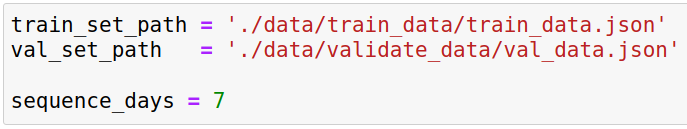 train_set_path = './data/train_data/train_data.json'
val_set_path   = './data/validate_data/val_data.json'
sequence_days = 7